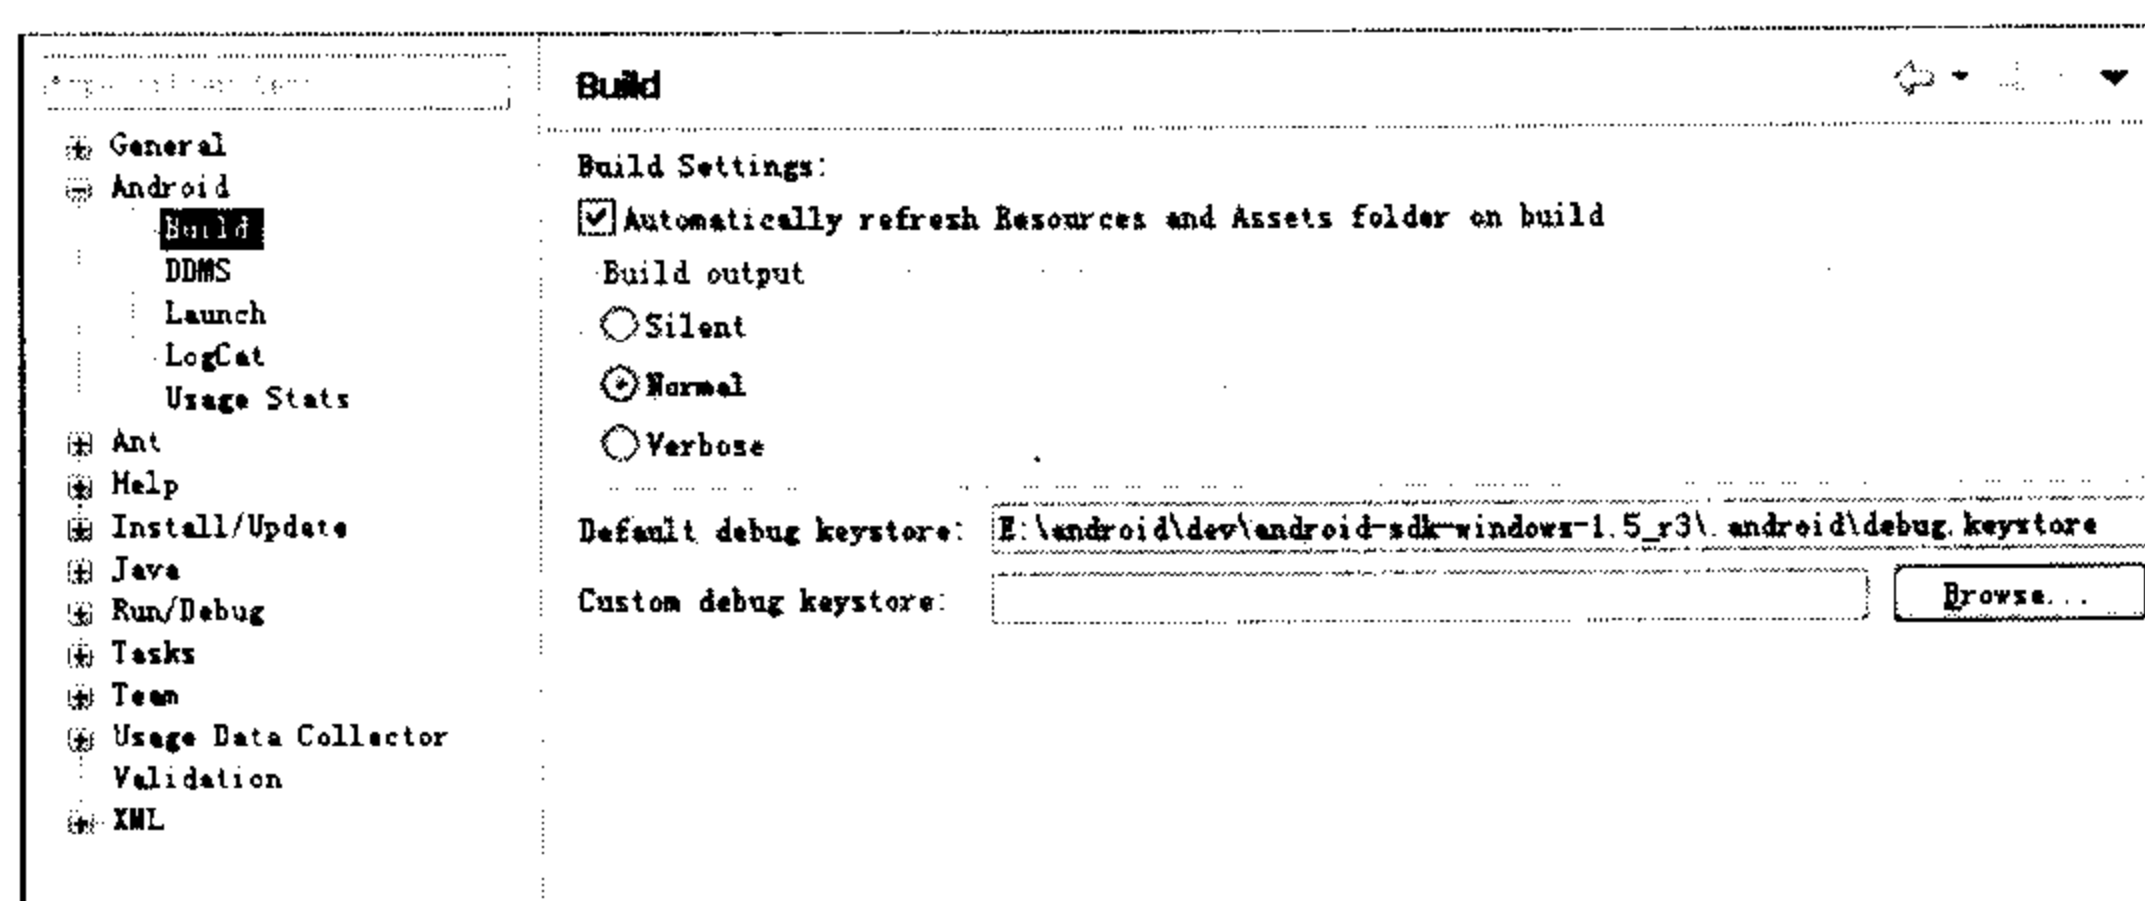 Build
General
Android
Build
DDMS
Launch
LogCat
Usage Stats
Ant
Help
Install/Update
Java
Run/Debug
Tasks
Team
Usage Data Collector
Validation
XML
Build Settings:
Automatically refresh Resources and Assets folder on build
Build output
Silent
Normal
Verbose
Default debug keystore: E:\android\dev\android-sdk-windows-1.5_r3\.android\debug.keystore
Custom debug keystore: Browse...